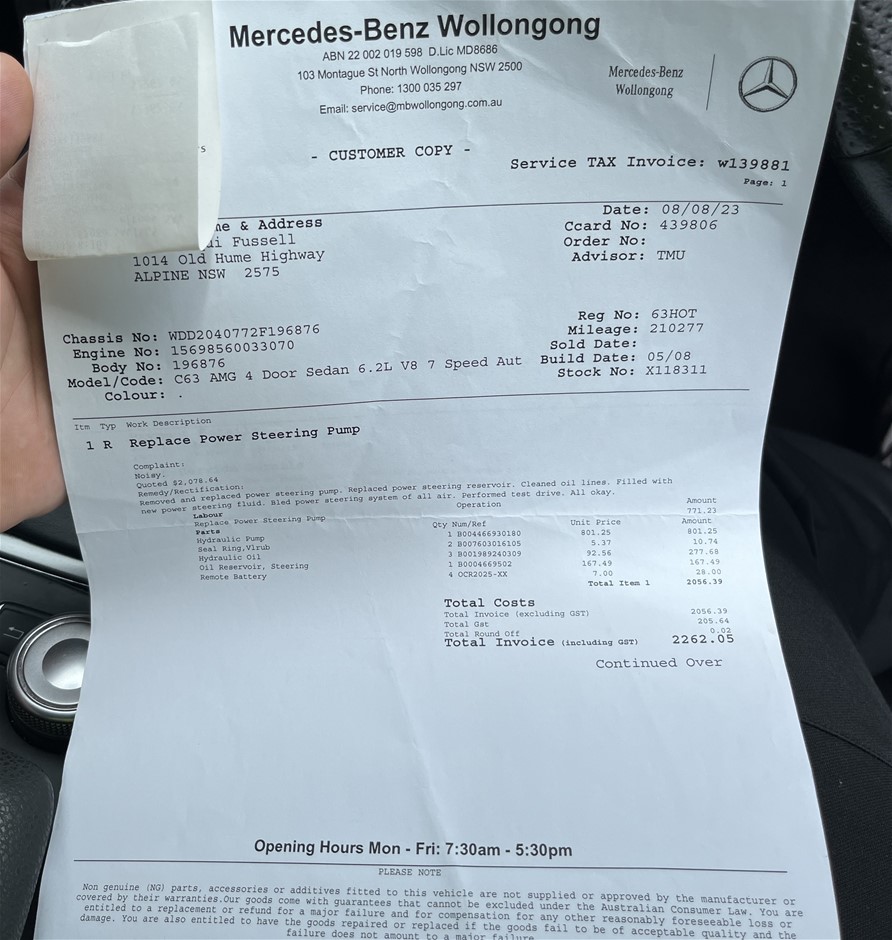 Mercedes-Benz Wollongong
ABN 22 002 019 598 D.Lic MD8686
103 Montague St North Wollongong NSW 2500
Phone: 1300 035 297
Email: service@mbwollongong.com.au
Mercedes-Benz
Wollongong
- CUSTOMER COPY -
Service TAX Invoice: w139881
Page: 1
& Address
Fussell
1014 Old Hume Highway
ALPINE NSW 2575
Date: 08/08/23
Ccard No: 439806
Order No:
Advisor: TMU
Chassis No: WDD2040772F196876
Engine No: 15698560033070
Body No: 196876
Model/Code: C63 AMG 4 Door Sedan 6.2L V8 7 Speed Aut
Colour: .
Reg No: 63HOT
Mileage: 210277
Sold Date:
Build Date: 05/08
Stock No: X118311
Itm Typ Work Description
1 R Replace Power Steering Pump
Complaint:
Noisy.
Quoted $2,078.64
Remedy/Rectification:
Removed and replaced power steering pump. Replaced power steering reservoir. Cleaned oil lines. Filled with
new power steering fluid. Bled power steering system of all air. Performed test drive. All okay.
Labour Operation Amount
Replace Power Steering Pump 771.23
Parts Qty Num/Ref Unit Price Amount
Hydraulic Pump 1 B004466930180 801.25 801.25
Seal Ring,Virub 2 B007603016105 5.37 10.74
Hydraulic Oil 3 B001989240309 92.56 277.68
Oil Reservoir, Steering 1 B0004669502 167.49 167.49
Remote Battery 4 OCR2025-XX 7.00 28.00
Total Item 1 2056.39
Total Costs
Total Invoice (excluding GST) 2056.39
Total Gst 205.64
Total Round Off 0.02
Total Invoice (including GST) 2262.05
Continued Over
Opening Hours Mon - Fri: 7:30am - 5:30pm
PLEASE NOTE
Non genuine (NG) parts, accessories or additives fitted to this vehicle are not supplied or approved by the manufacturer or
covered by their warranties.Our goods come with guarantees that cannot be excluded under the Australian Consumer Law. You are
entitled to a replacement or refund for a major failure and for compensation for any other reasonably foreseeable loss or
damage. You are also entitled to have the goods repaired or replaced if the goods fail to be of acceptable quality and the
failure does not amount to a major failure